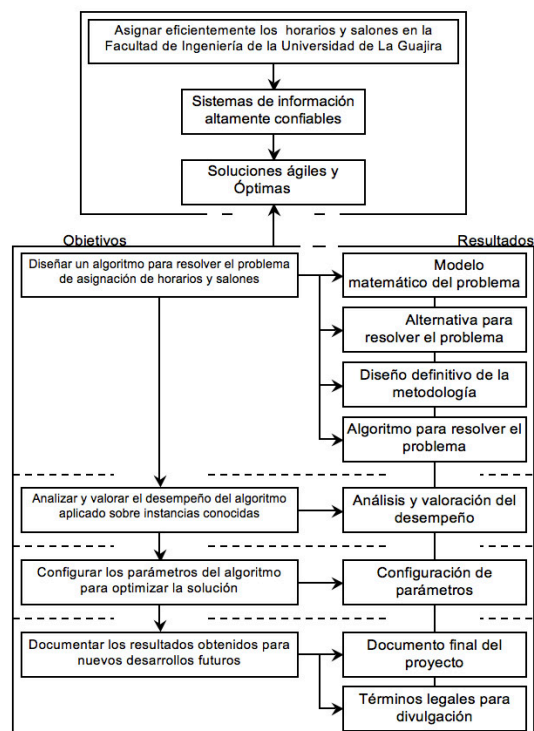 Asignar eficientemente los horarios y salones en la
Facultad de Ingeniería de la Universidad de La Guajira
Sistemas de información
altamente confiables
Soluciones ágiles y
Óptimas
Objetivos
Resultados
Diseñar un algoritmo para resolver el problema
de asignación de horarios y salones
Modelo
matemático del problema
Alternativa para
resolver el problema
Diseño definitivo de la
metodología
Algoritmo para resolver el
problema
Analizar y valorar el desempeño del algoritmo
aplicado sobre instancias conocidas
Análisis y valoración del
desempeño
Configurar los parámetros del algoritmo
para optimizar la solución
Configuración de
parámetros
Documentar los resultados obtenidos para
nuevos desarrollos futuros
Documento final del
proyecto
Términos legales para
divulgación